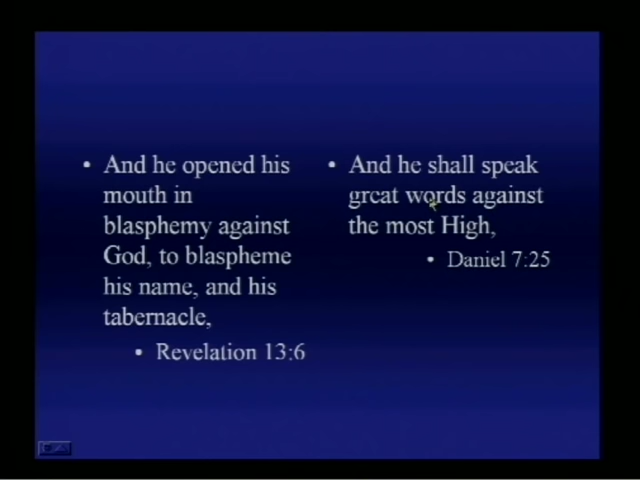 • And he opened his
mouth in
blasphemy against
God, to blaspheme
his name, and his
tabernacle,
• Revelation 13:6
• And he shall speak
great words against
the most High,
• Daniel 7:25